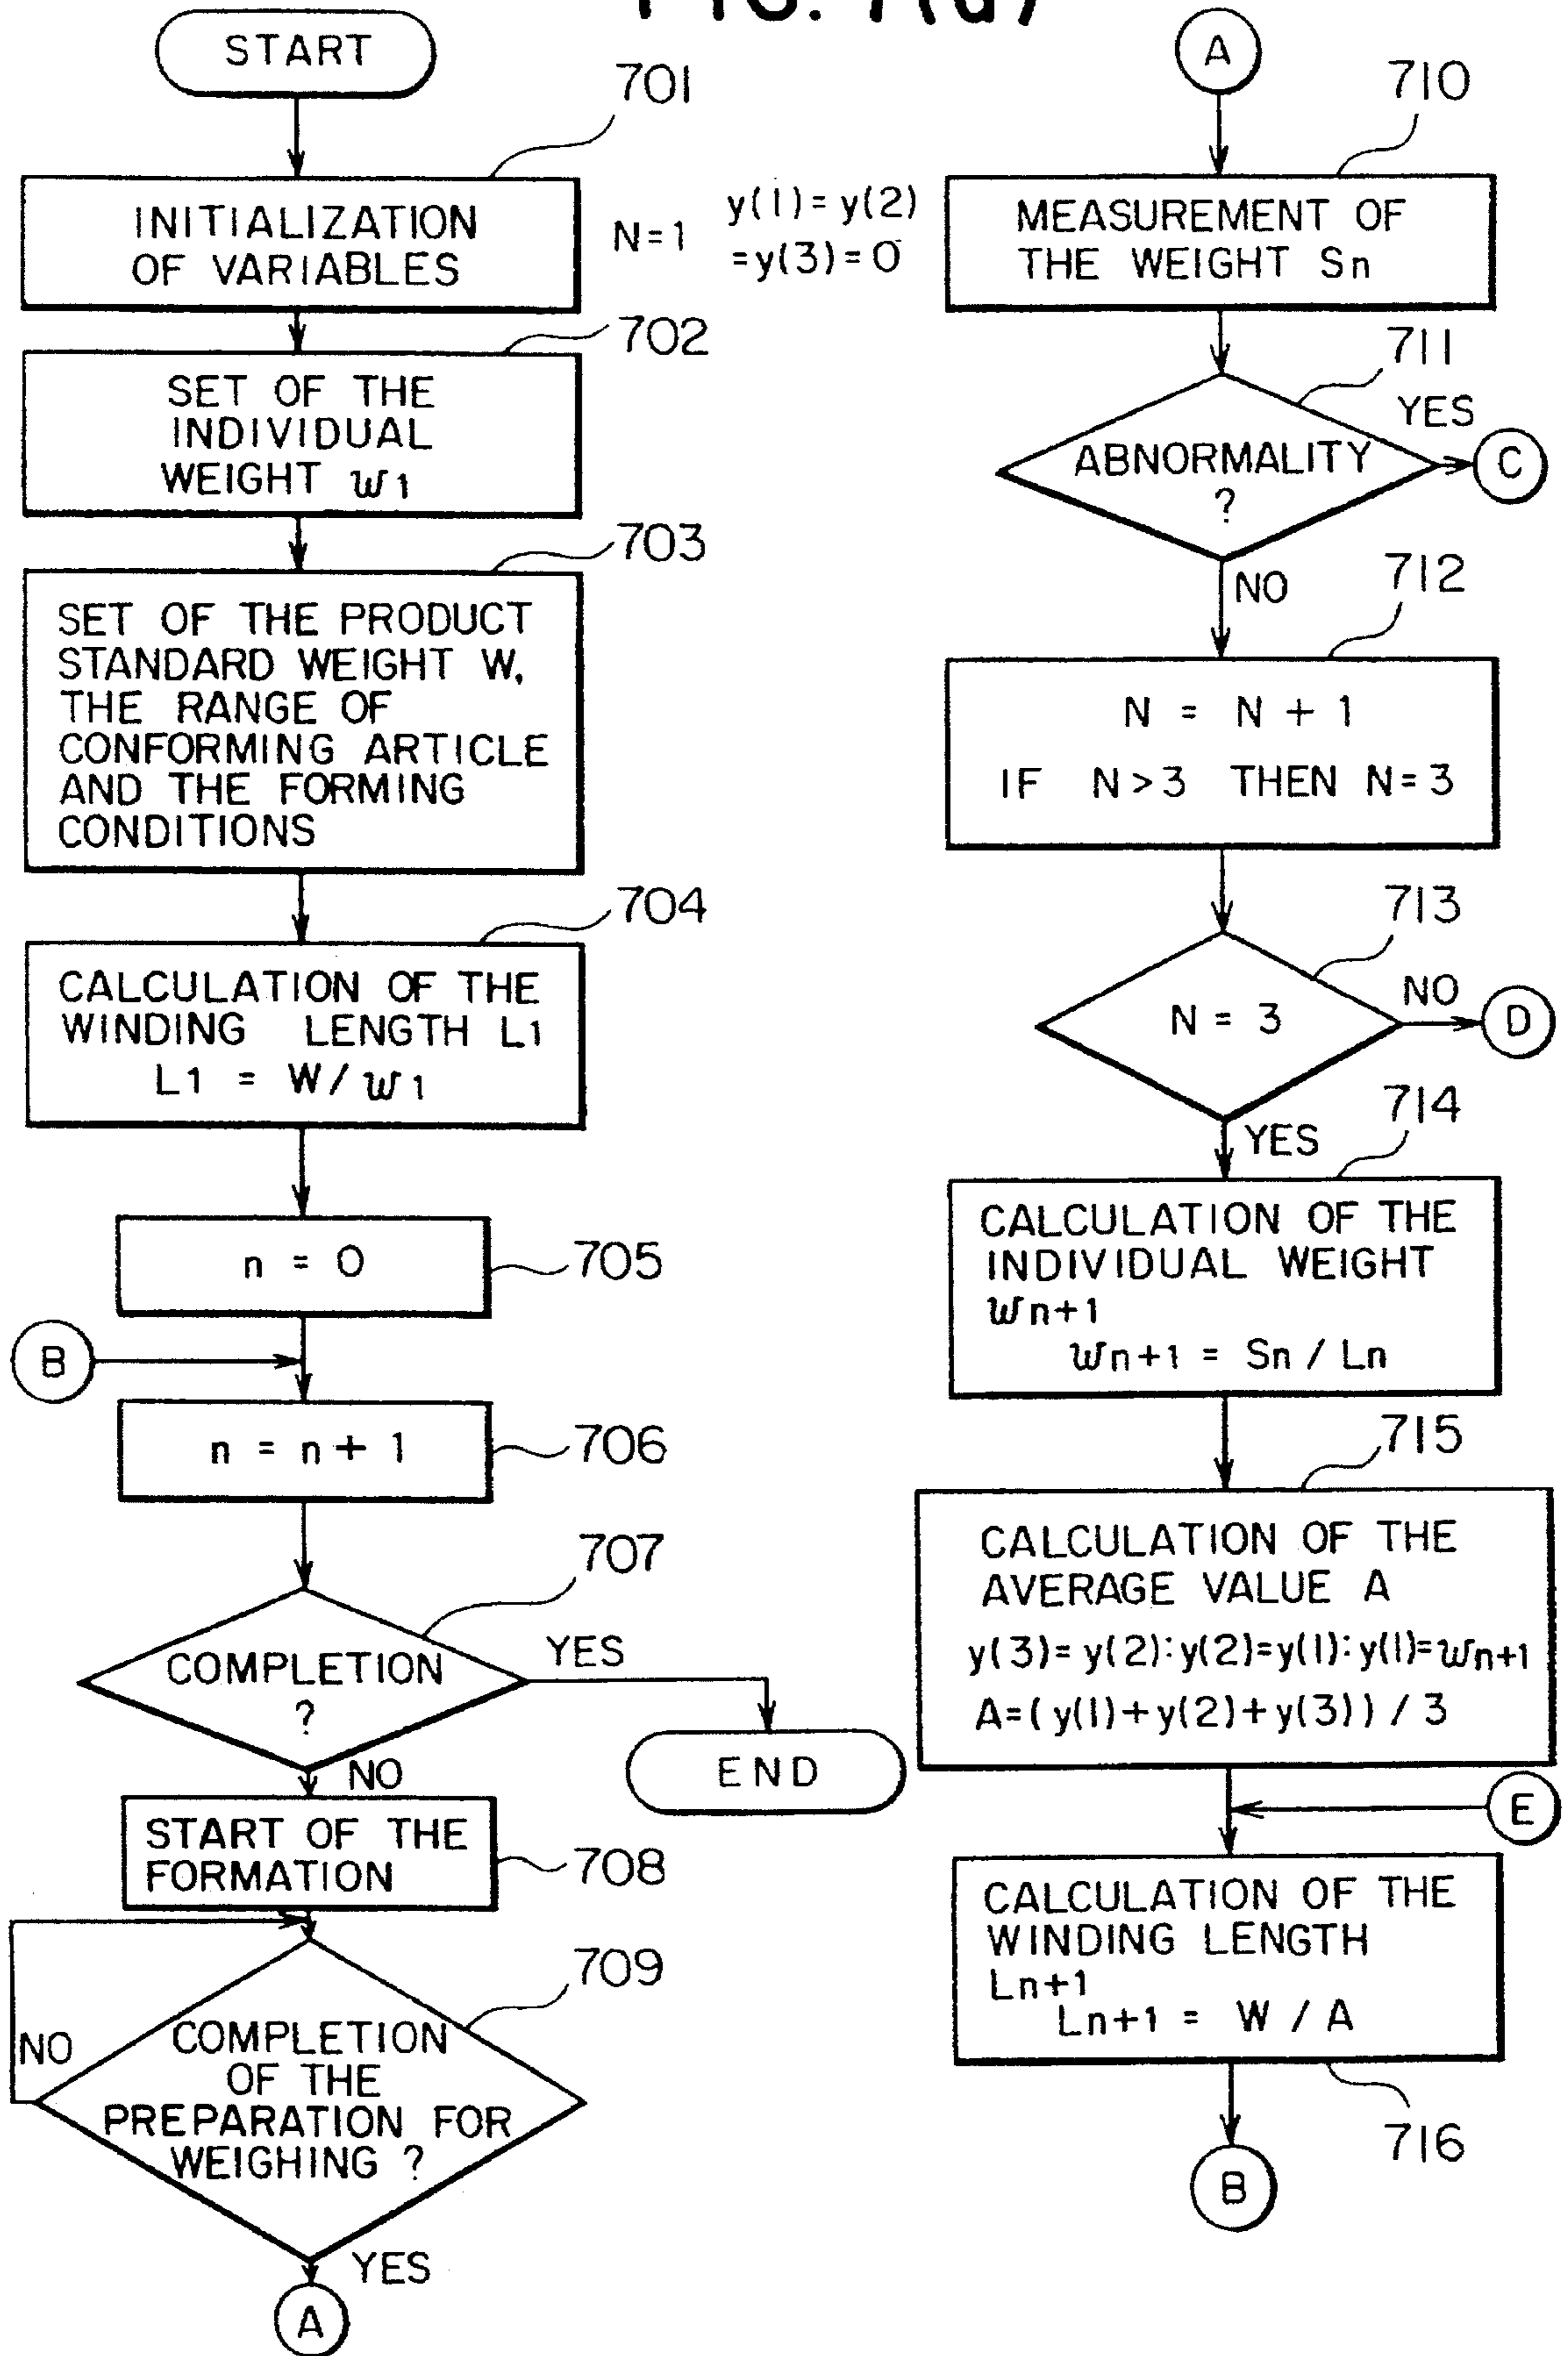 FIG. 7(a)
START
701
INITIALIZATION
OF VARIABLES
N=1
y(1)= y(2)
=y(3)=0
702
SET OF THE
INDIVIDUAL
WEIGHT w1
703
SET OF THE PRODUCT
STANDARD WEIGHT W,
THE RANGE OF
CONFORMING ARTICLE
AND THE FORMING
CONDITIONS
704
CALCULATION OF THE
WINDING LENGTH L1
L1 = W/w1
n = 0
705
B
n = n + 1
706
707
COMPLETION
?
YES
END
NO
START OF THE
FORMATION
708
709
NO
COMPLETION
OF THE
PREPARATION FOR
WEIGHING ?
YES
A
A
710
MEASUREMENT OF
THE WEIGHT Sn
711
YES
ABNORMALITY
?
C
NO
712
N = N + 1
IF N>3 THEN N=3
713
N = 3
NO
D
YES
714
CALCULATION OF THE
INDIVIDUAL WEIGHT
wn+1
wn+1 = Sn / Ln
715
CALCULATION OF THE
AVERAGE VALUE A
y(3)= y(2):y(2)=y(1):y(1)=wn+1
A=(y(1)+y(2)+y(3)) / 3
E
CALCULATION OF THE
WINDING LENGTH
Ln+1
Ln+1 = W / A
716
B